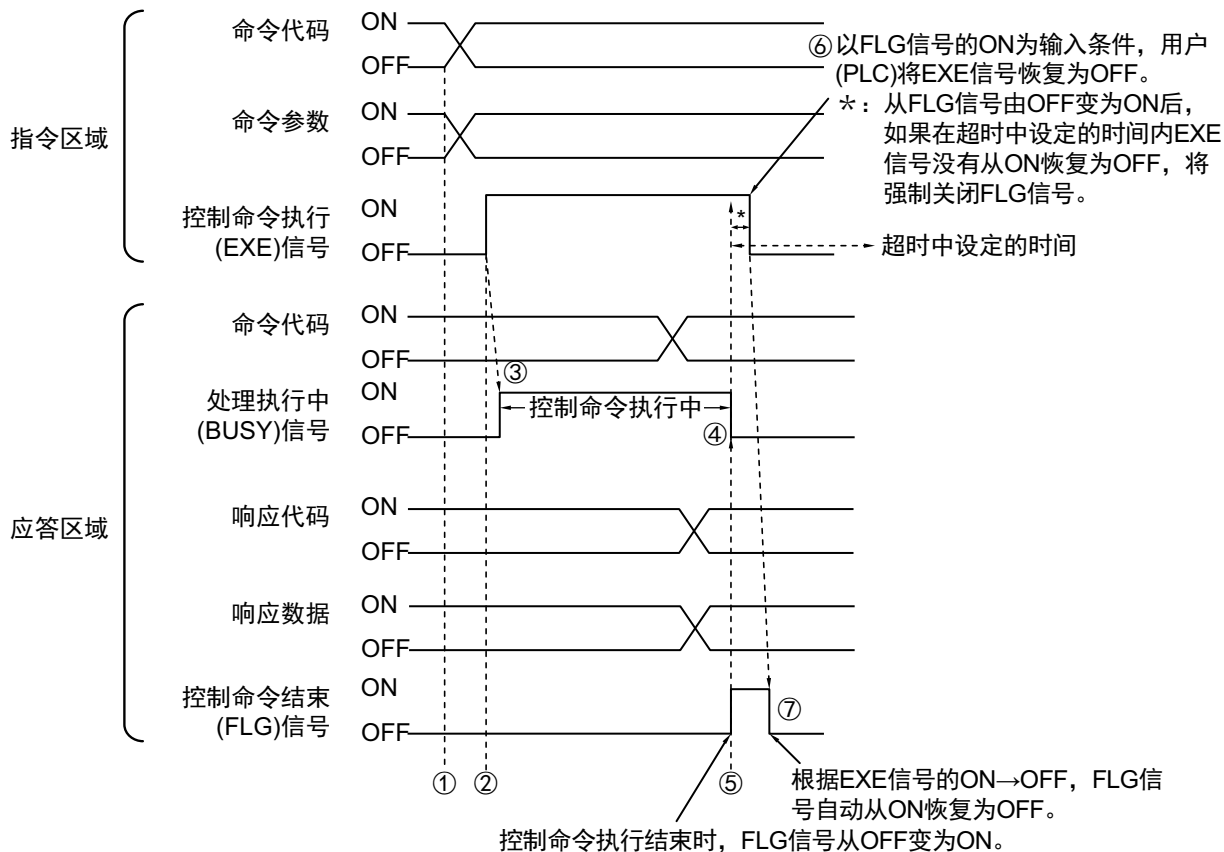 指令区域
命令代码
ON
OFF
命令参数
ON
OFF
控制命令执行
(EXE)信号
ON
OFF
*
⑥以FLG信号的ON为输入条件，用户
(PLC)将EXE信号恢复为OFF。
＊：从FLG信号由OFF变为ON后，
如果在超时中设定的时间内EXE
信号没有从ON恢复为OFF，将
强制关闭FLG信号。
超时中设定的时间
应答区域
命令代码
ON
OFF
处理执行中
(BUSY)信号
ON
OFF
③
控制命令执行中
④
响应代码
ON
OFF
响应数据
ON
OFF
控制命令结束
(FLG)信号
ON
OFF
⑦
① ② ⑤
根据EXE信号的ON→OFF，FLG信
号自动从ON恢复为OFF。
控制命令执行结束时，FLG信号从OFF变为ON。